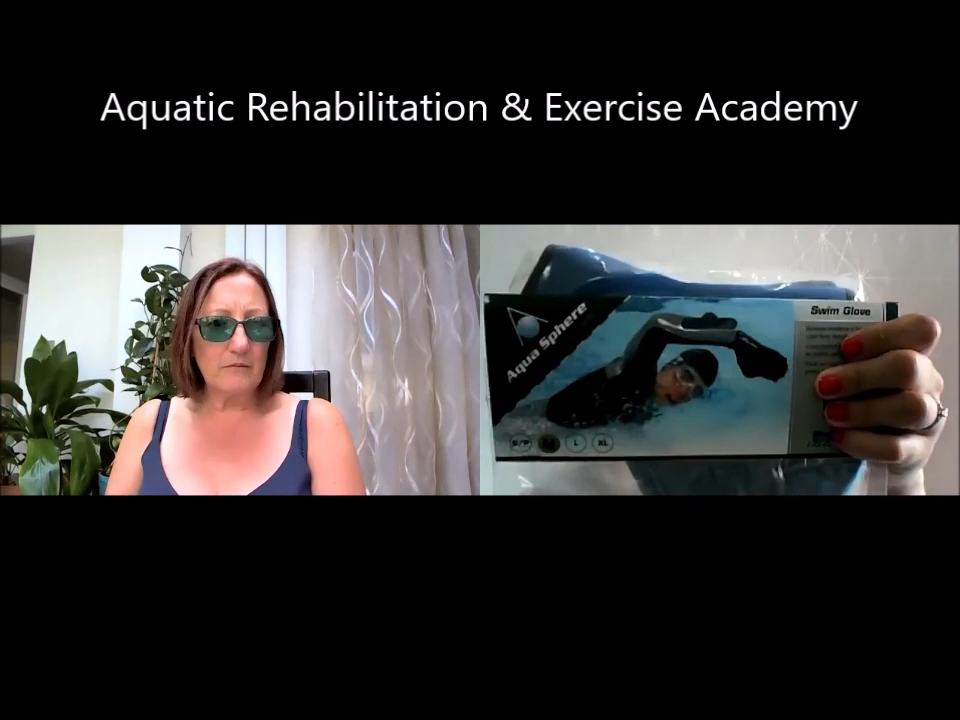 Aquatic Rehabilitation & Exercise Academy
Aqua Sphere
Swim Glove
S/P
M
L
XL